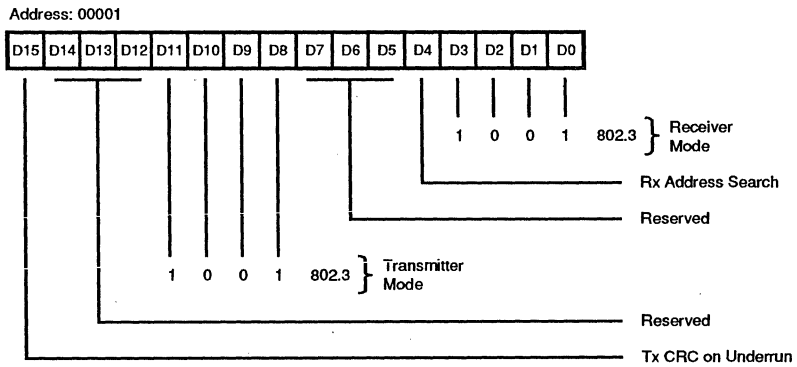 Address: 00001
D15 D14 D13 D12 D11 D10 D9 D8 D7 D6 D5 D4 D3 D2 D1 D0
1 0 0 1 802.3 } Receiver
Mode
Rx Address Search
Reserved
1 0 0 1 802.3 } Transmitter
Mode
Reserved
Tx CRC on Underrun